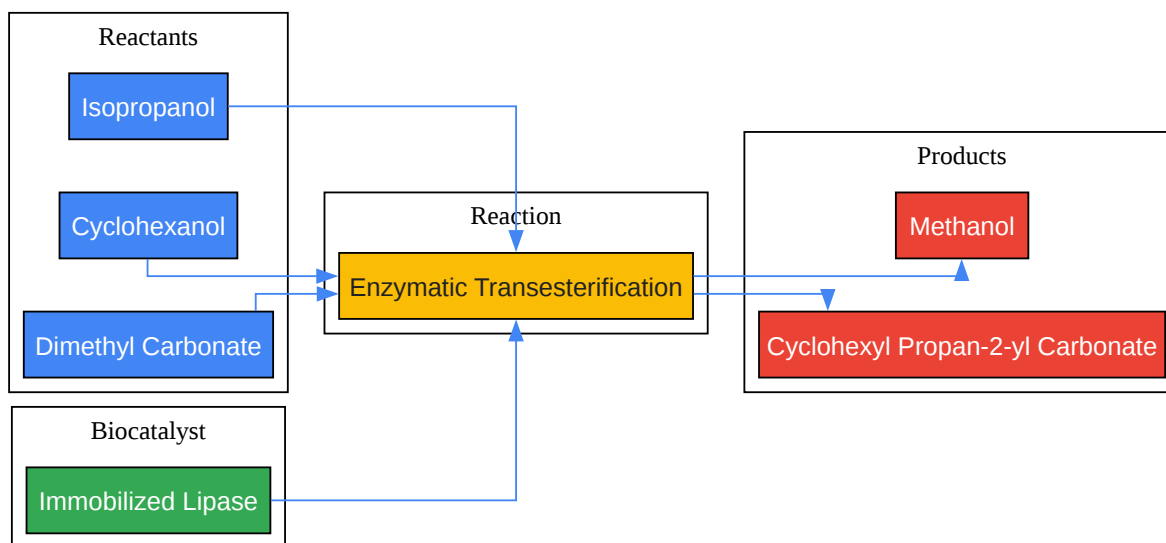 Reactants
Isopropanol
Cyclohexanol
Dimethyl Carbonate
Biocatalyst
Immobilized Lipase
Reaction
Enzymatic Transesterification
Products
Methanol
Cyclohexyl Propan-2-yl Carbonate